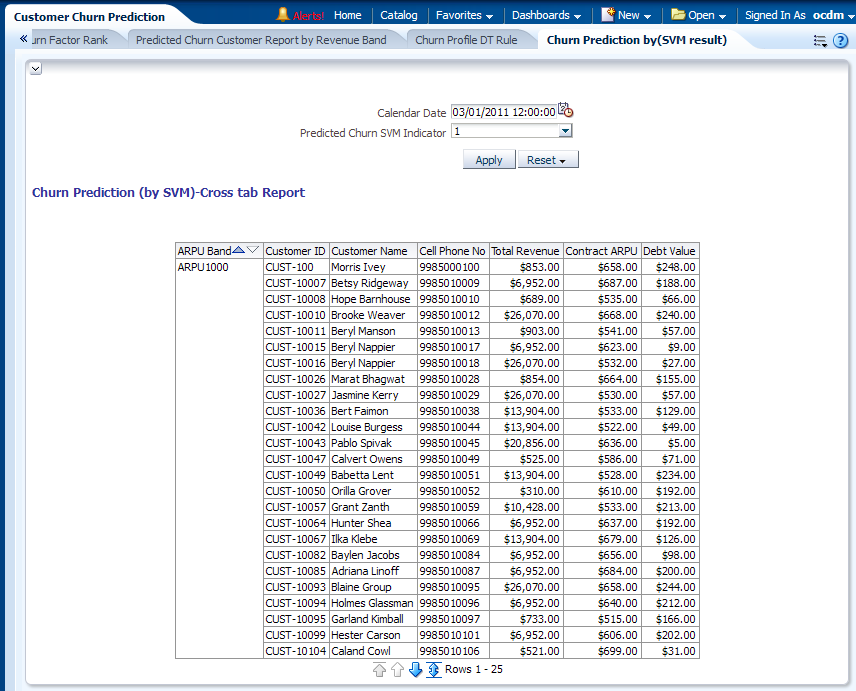 Customer Churn Prediction
Alerts! Home Catalog Favorites Dashboards New Open Signed In As ocdm
« urn Factor Rank Predicted Churn Customer Report by Revenue Band Churn Profile DT Rule Churn Prediction by(SVM result)
Calendar Date 03/01/2011 12:00:00
Predicted Churn SVM Indicator 1
Apply Reset
Churn Prediction (by SVM)-Cross tab Report
ARPU Band Customer ID Customer Name Cell Phone No Total Revenue Contract ARPU Debt Value
ARPU1000 CUST-100 Morris Ivey 9985000100 $853.00 $658.00 $248.00
CUST-10007 Betsy Ridgeway 9985010009 $6,952.00 $687.00 $188.00
CUST-10008 Hope Barnhouse 9985010010 $689.00 $535.00 $66.00
CUST-10010 Brooke Weaver 9985010012 $26,070.00 $668.00 $240.00
CUST-10011 Beryl Manson 9985010013 $903.00 $541.00 $57.00
CUST-10015 Beryl Nappier 9985010017 $6,952.00 $623.00 $9.00
CUST-10016 Beryl Nappier 9985010018 $26,070.00 $532.00 $27.00
CUST-10026 Marat Bhagwat 9985010028 $854.00 $664.00 $155.00
CUST-10027 Jasmine Kerry 9985010029 $26,070.00 $530.00 $57.00
CUST-10036 Bert Faimon 9985010038 $13,904.00 $533.00 $129.00
CUST-10042 Louise Burgess 9985010044 $13,904.00 $522.00 $49.00
CUST-10043 Pablo Spivak 9985010045 $20,856.00 $636.00 $5.00
CUST-10047 Calvert Owens 9985010049 $525.00 $586.00 $71.00
CUST-10049 Babetta Lent 9985010051 $13,904.00 $528.00 $234.00
CUST-10050 Orilla Grover 9985010052 $310.00 $610.00 $192.00
CUST-10057 Grant Zanth 9985010059 $10,428.00 $533.00 $213.00
CUST-10064 Hunter Shea 9985010066 $6,952.00 $637.00 $192.00
CUST-10067 Ilka Klebe 9985010069 $13,904.00 $679.00 $126.00
CUST-10082 Baylen Jacobs 9985010084 $6,952.00 $656.00 $98.00
CUST-10085 Adriana Linoff 9985010087 $6,952.00 $684.00 $200.00
CUST-10093 Blaine Group 9985010095 $26,070.00 $658.00 $244.00
CUST-10094 Holmes Glassman 9985010096 $6,952.00 $640.00 $212.00
CUST-10095 Garland Kimball 9985010097 $733.00 $515.00 $166.00
CUST-10099 Hester Carson 9985010101 $6,952.00 $606.00 $202.00
CUST-10104 Caland Cowl 9985010106 $521.00 $699.00 $31.00
Rows 1 - 25